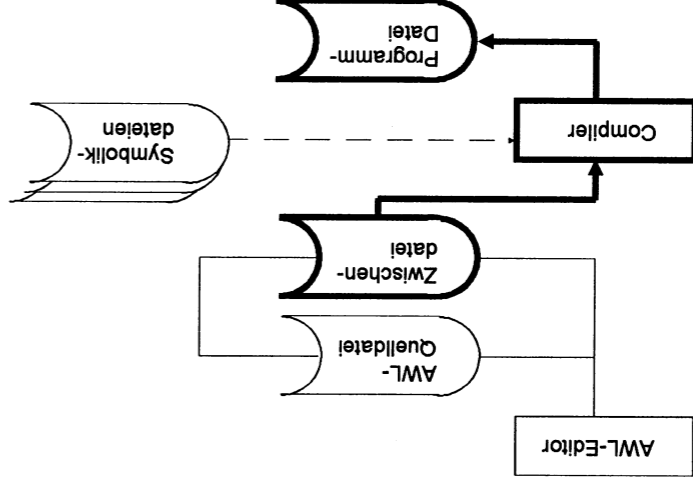 AWL-Editor
AWL-
Quelldatei
Zwischen-
datei
Symbolik-
dateien
Compiler
Programm-
Datei